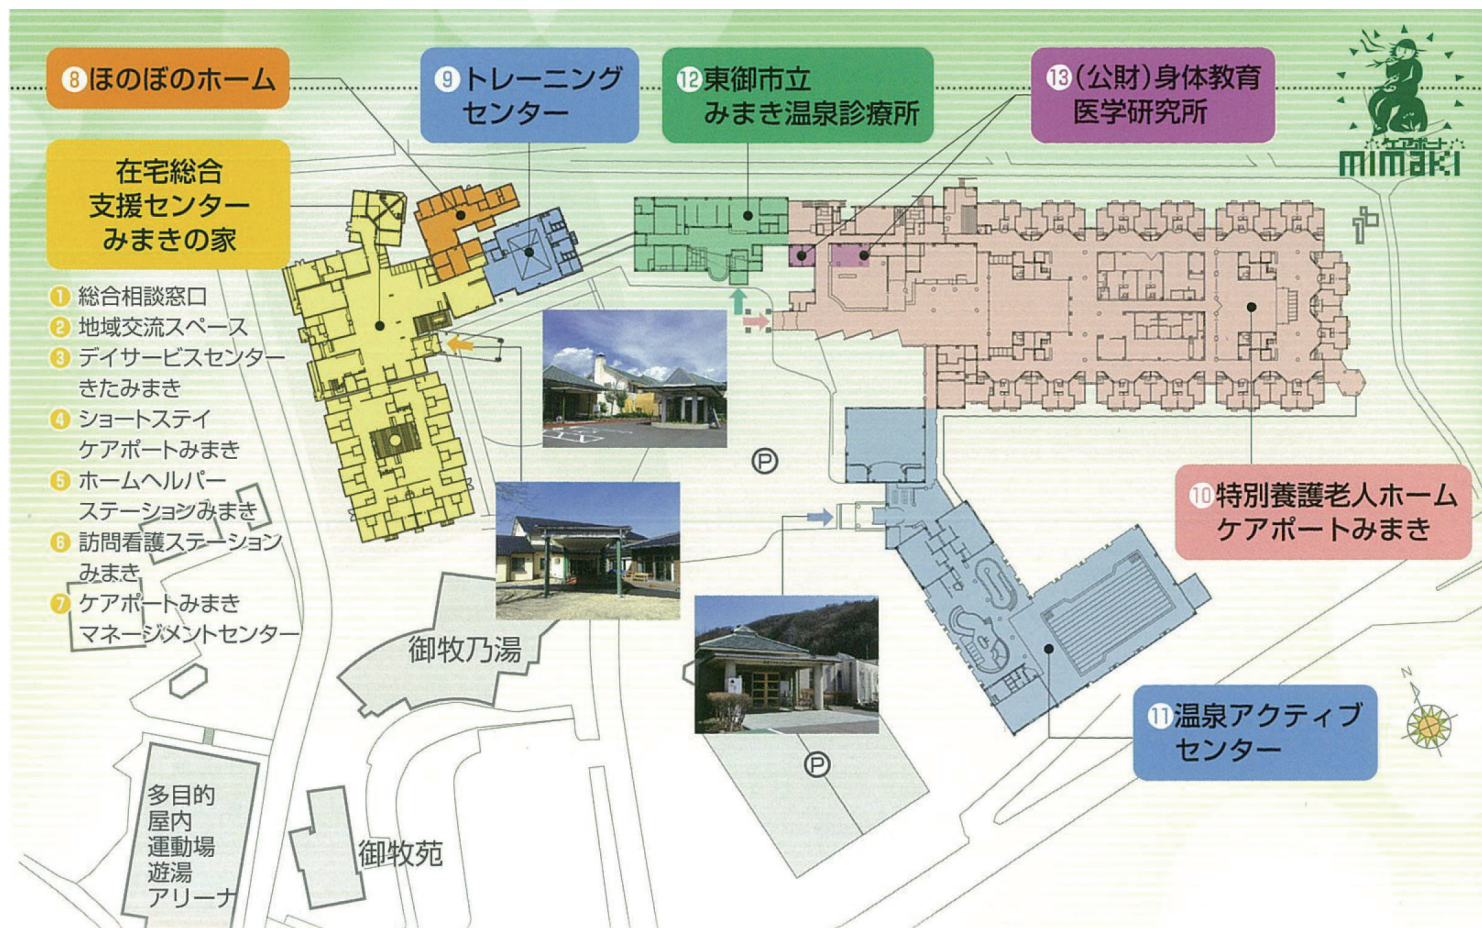 ⑧ほのぼのホーム
⑨トレーニング
センター
⑫東御市立
みまき温泉診療所
⑬(公財)身体教育
医学研究所
ケアポート
mimaki
在宅総合
支援センター
みまきの家
①総合相談窓口
②地域交流スペース
③デイサービスセンター
きたみまき
④ショートステイ
ケアポートみまき
⑤ホームヘルパー
ステーションみまき
⑥訪問看護ステーション
みまき
⑦ケアポートみまき
マネージメントセンター
P
⑩特別養護老人ホーム
ケアポートみまき
御牧乃湯
⑪温泉アクティブ
センター
N
P
多目的
屋内
運動場
遊湯
アリーナ
御牧苑